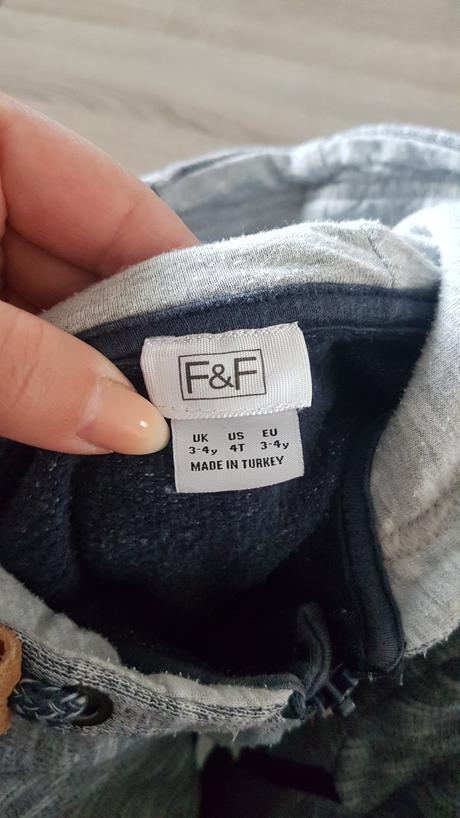 F&F
UK US EU
3-4y 4T 3-4y
MADE IN TURKEY